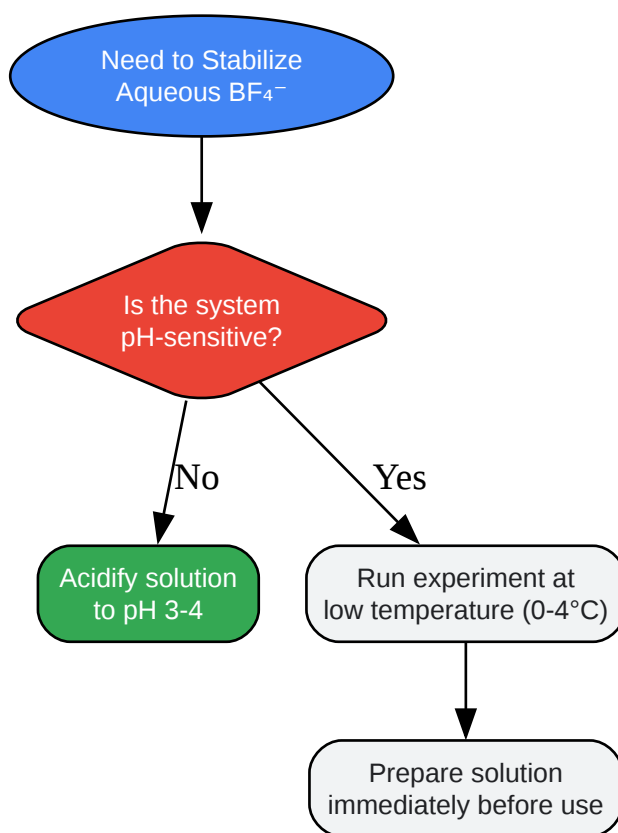 Need to Stabilize
Aqueous BF₄⁻
Is the system
pH-sensitive?
No
Yes
Acidify solution
to pH 3-4
Run experiment at
low temperature (0-4°C)
Prepare solution
immediately before use